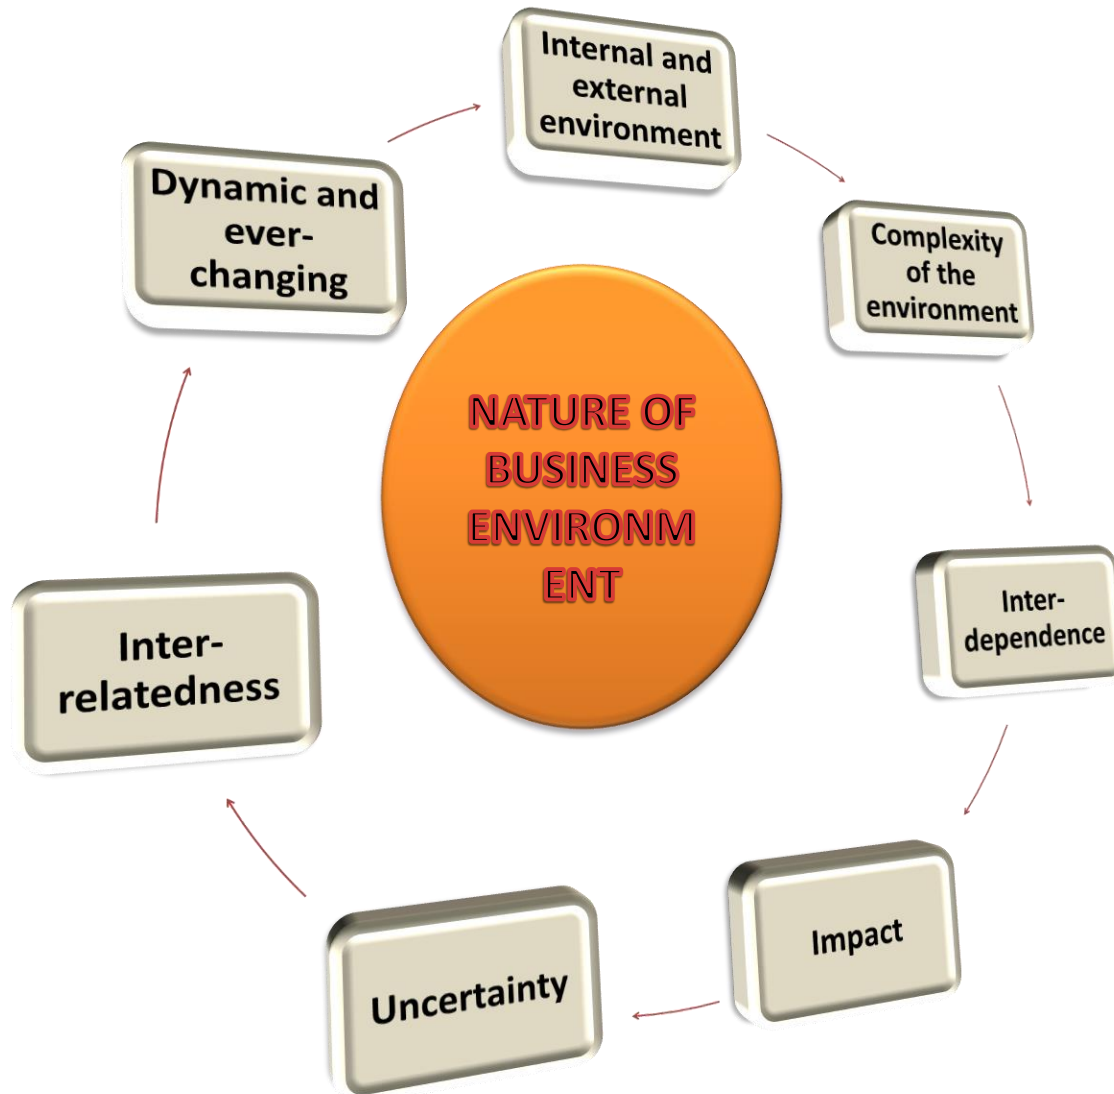 Internal and
external
environment
Complexity
of the
environment
Inter-
dependence
Impact
Uncertainty
Inter-
relatedness
Dynamic and
ever-
changing
NATURE OF
BUSINESS
ENVIRONM
ENT